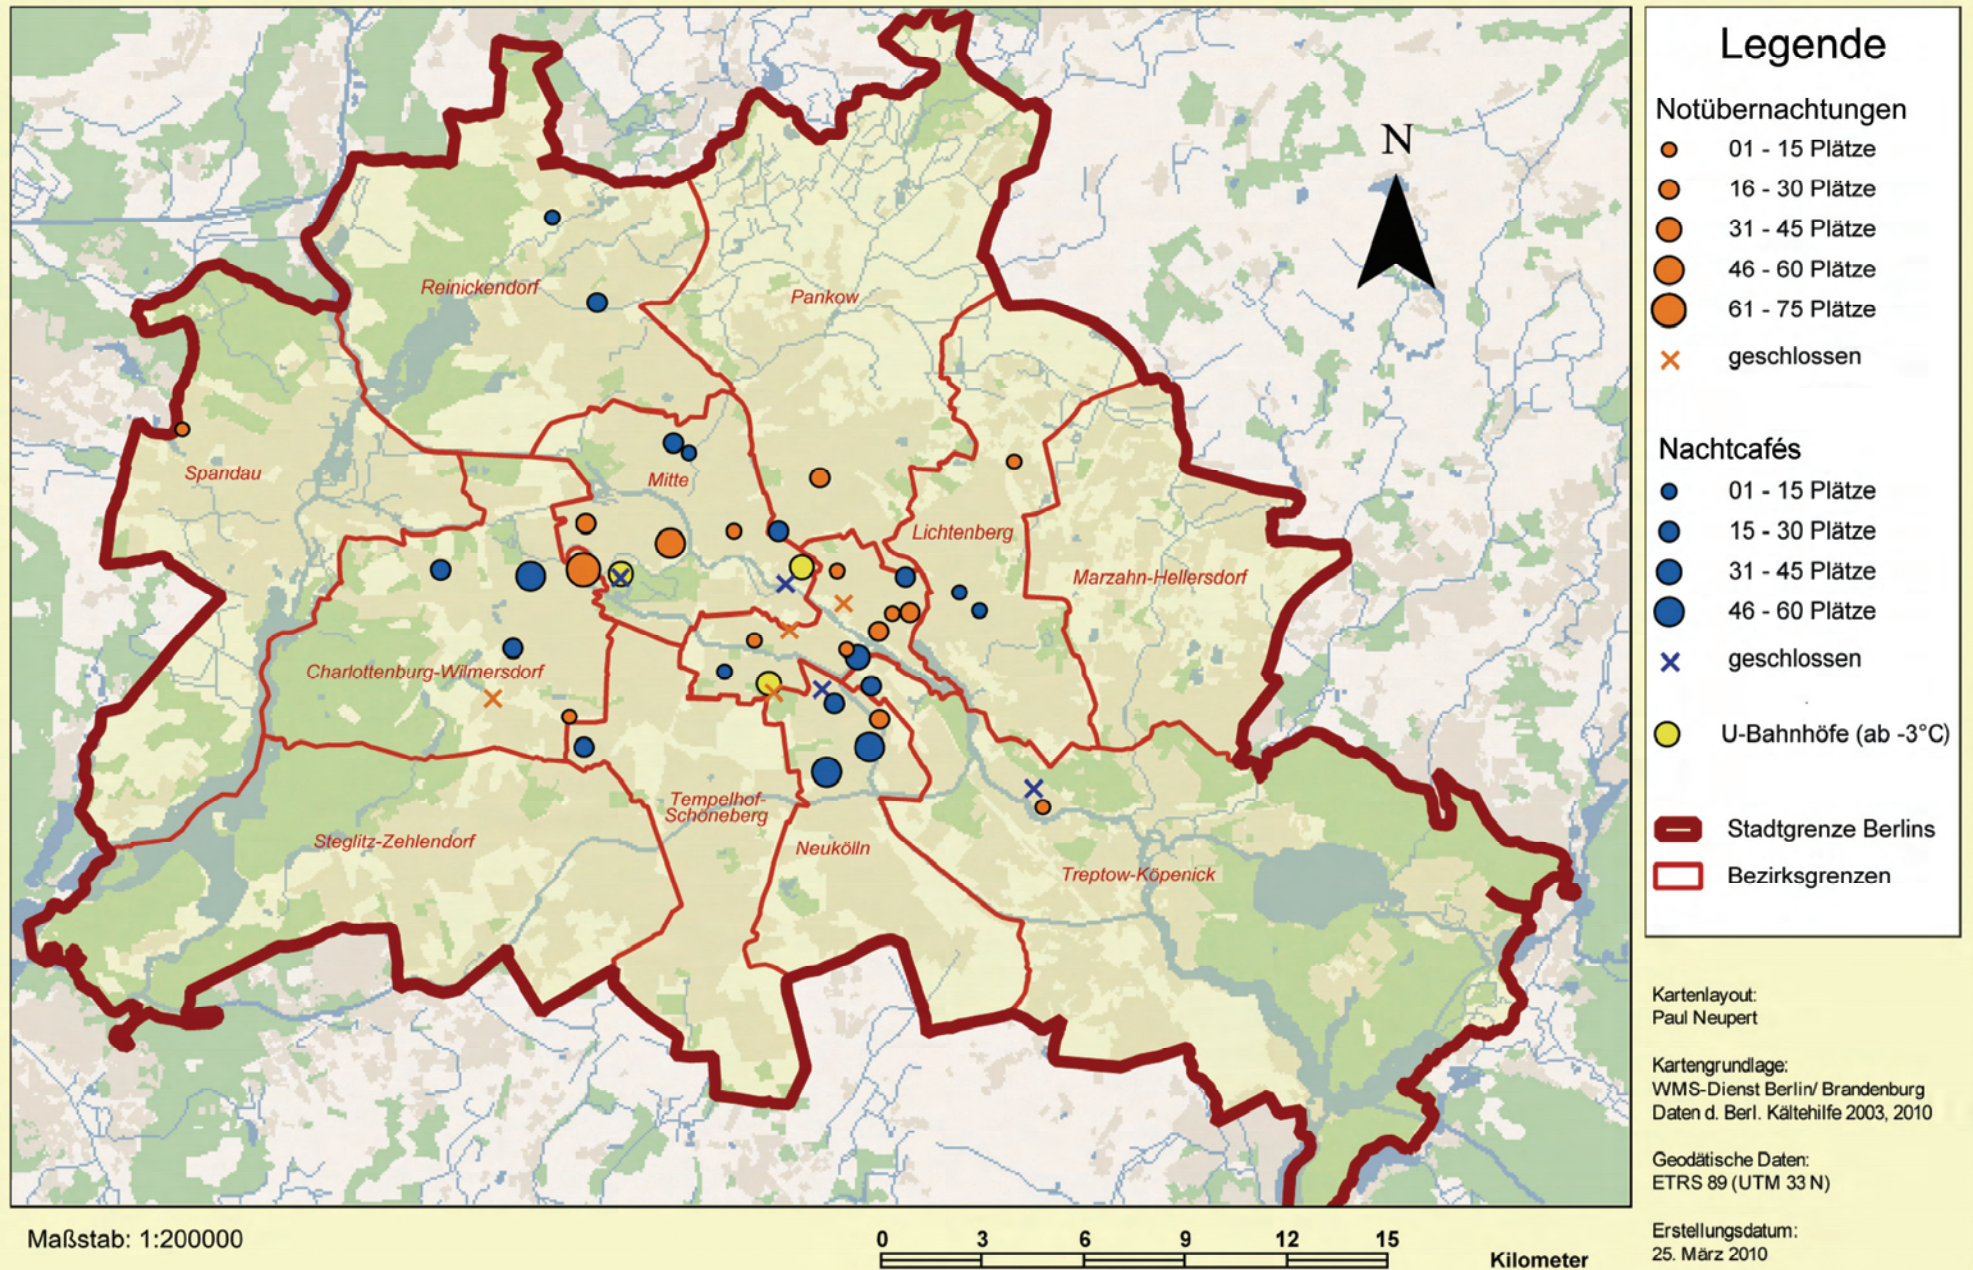 Reinickendorf
Pankow
Spandau
Mitte
Lichtenberg
Marzahn-Hellersdorf
Charlottenburg-Wilmersdorf
Tempelhof-
Schöneberg
Steglitz-Zehlendorf
Neukölln
Treptow-Köpenick
N
Legende
Notübernachtungen
01 - 15 Plätze
16 - 30 Plätze
31 - 45 Plätze
46 - 60 Plätze
61 - 75 Plätze
geschlossen
Nachtcafés
01 - 15 Plätze
15 - 30 Plätze
31 - 45 Plätze
46 - 60 Plätze
geschlossen
U-Bahnhöfe (ab -3°C)
Stadtgrenze Berlins
Bezirksgrenzen
Kartenlayout:
Paul Neupert
Kartengrundlage:
WMS-Dienst Berlin/ Brandenburg
Daten d. Berl. Kältehilfe 2003, 2010
Geodätische Daten:
ETRS 89 (UTM 33 N)
Erstellungsdatum:
25. März 2010
Maßstab: 1:200000
0 3 6 9 12 15
Kilometer